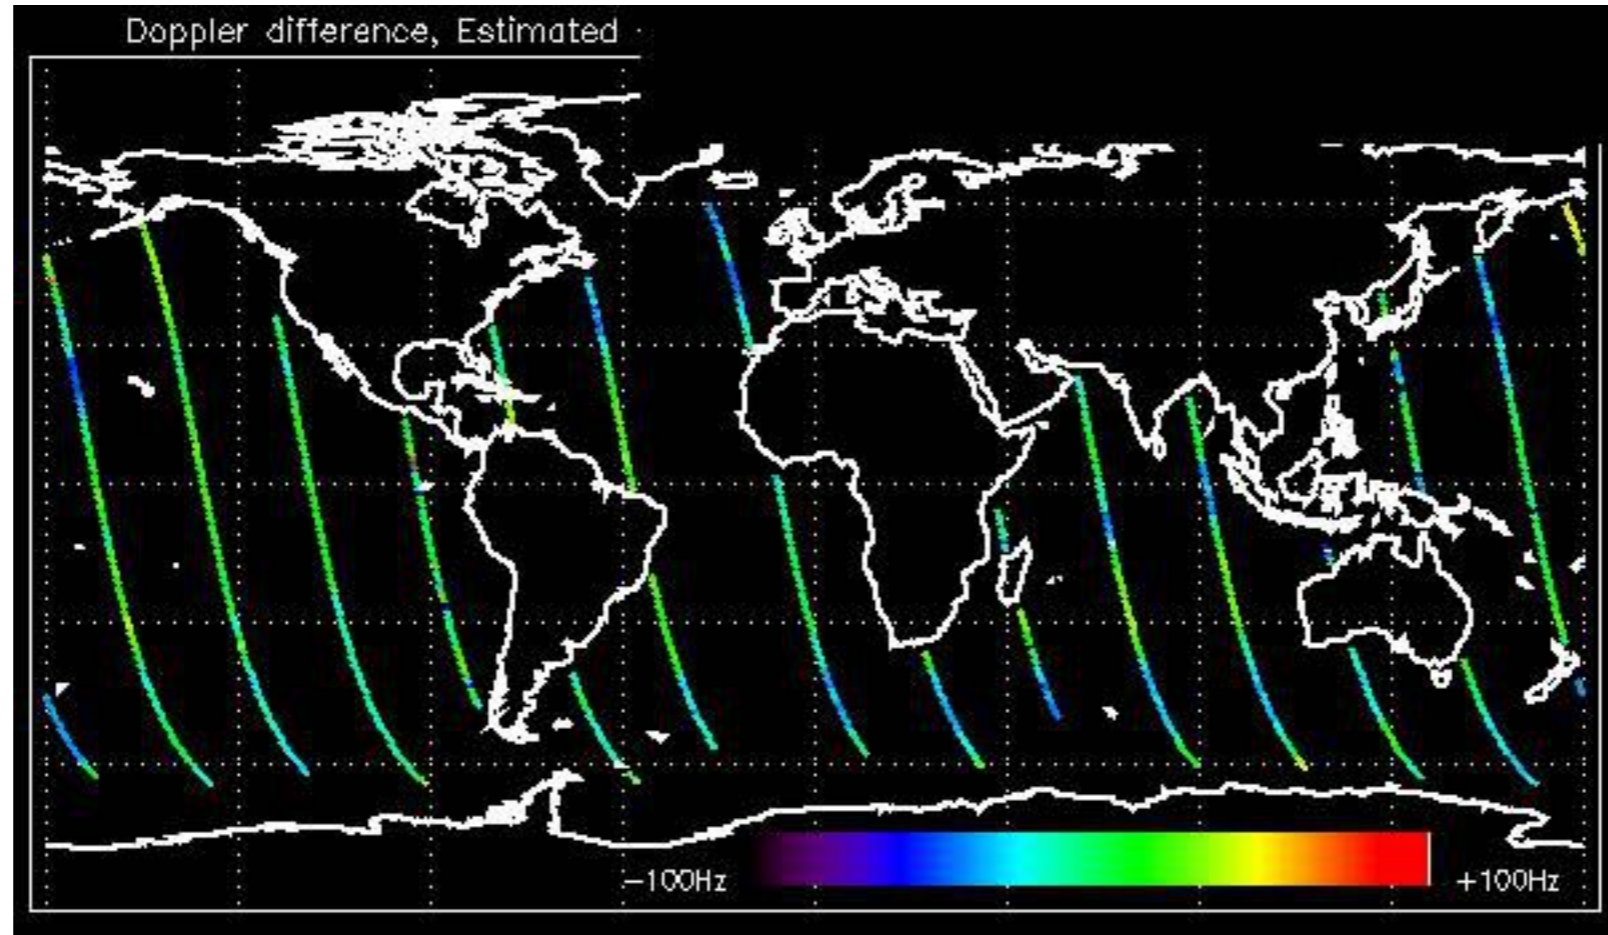 Doppler difference, Estimated -
-100Hz
+100Hz